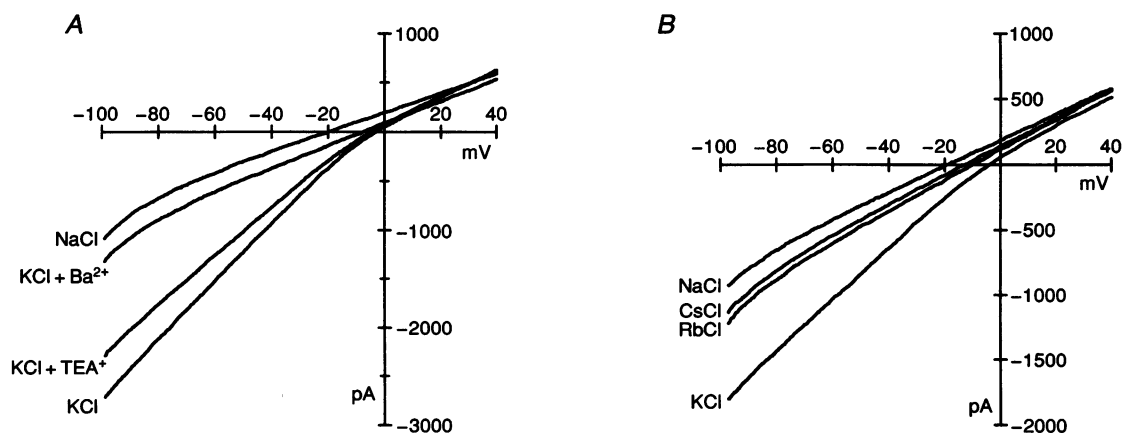 A
1000
−100 −80 −60 −40 −20 20 40
mV
−1000
−2000
−3000
pA
NaCl
KCl + Ba²⁺
KCl + TEA⁺
KCl
B
1000
500
−100 −80 −60 −40 −20 20 40
mV
−500
−1000
−1500
−2000
pA
NaCl
CsCl
RbCl
KCl